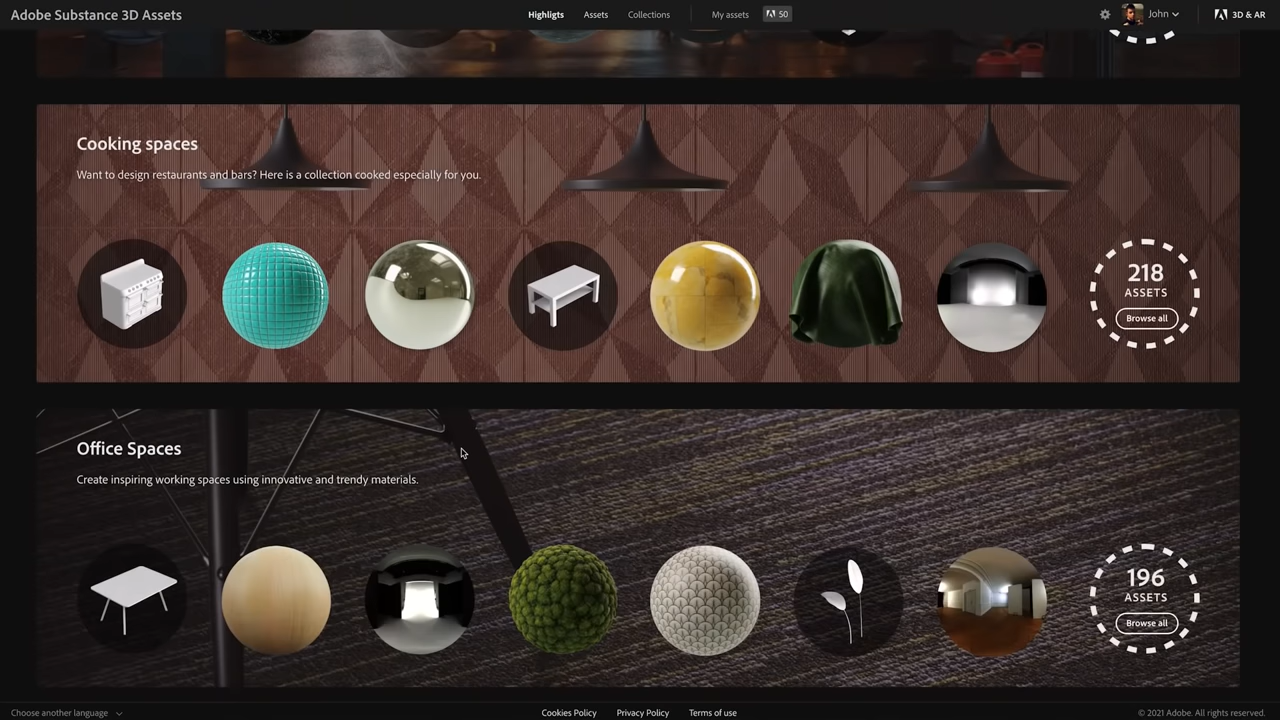 Adobe Substance 3D Assets
Highligts
Assets
Collections
My assets
50
John
3D & AR
Cooking spaces
Want to design restaurants and bars? Here is a collection cooked especially for you.
218
ASSETS
Browse all
Office Spaces
Create inspiring working spaces using innovative and trendy materials.
196
ASSETS
Browse all
Choose another language
Cookies Policy
Privacy Policy
Terms of use
© 2021 Adobe. All rights reserved.